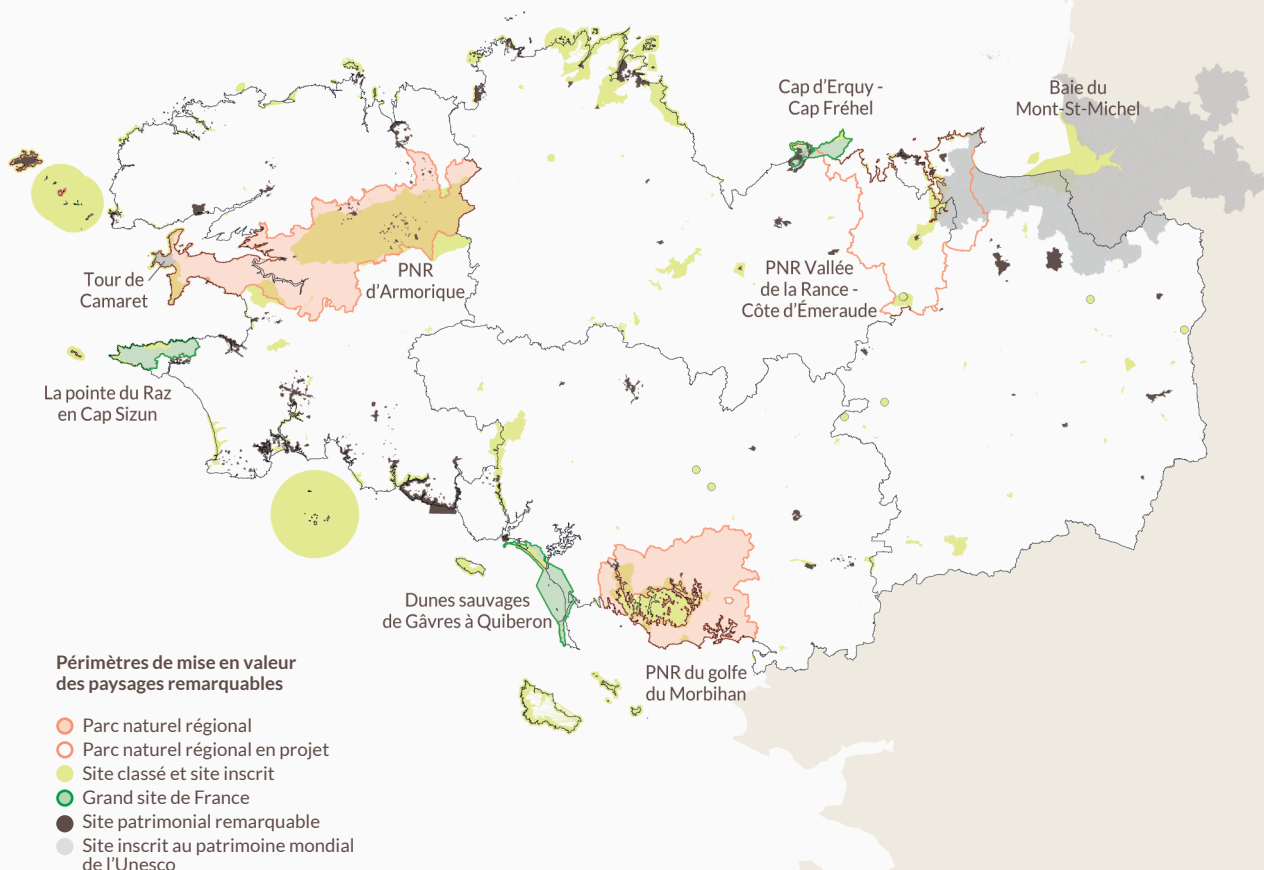 Cap d'Erquy -
Cap Fréhel
Baie du
Mont-St-Michel
Tour de
Camaret
PNR
d'Armorique
PNR Vallée
de la Rance -
Côte d'Émeraude
La pointe du Raz
en Cap Sizun
Dunes sauvages
de Gâvres à Quiberon
PNR du golfe
du Morbihan
Périmètres de mise en valeur
des paysages remarquables
Parc naturel régional
Parc naturel régional en projet
Site classé et site inscrit
Grand site de France
Site patrimonial remarquable
Site inscrit au patrimoine mondial
de l'Unesco